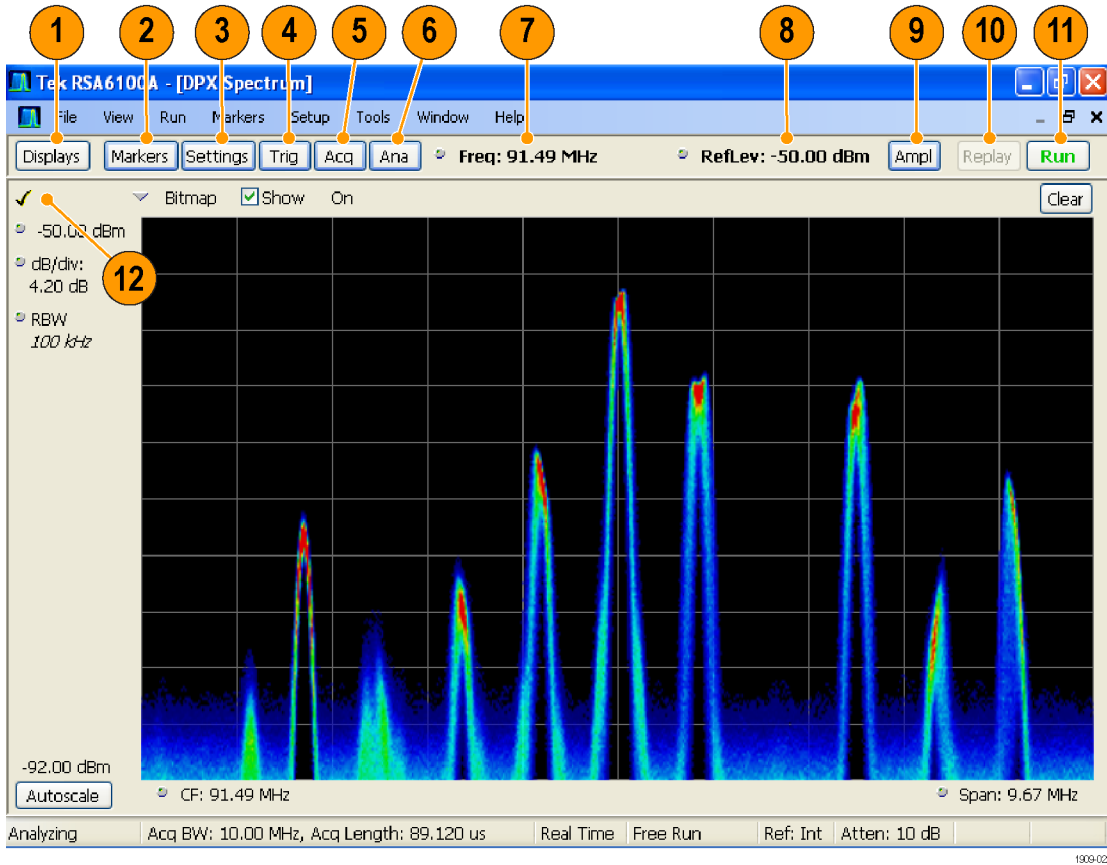 1 2 3 4 5 6 7 8 9 10 11
Tek RSA6100A - [DPX Spectrum]
File View Run Markers Setup Tools Window Help
Displays Markers Settings Trig Acq Ana Freq: 91.49 MHz RefLev: -50.00 dBm Ampl Replay Run
Bitmap Show On Clear
-50.00 dBm
dB/div:
4.20 dB
12
RBW
100 kHz
-92.00 dBm
Autoscale CF: 91.49 MHz Span: 9.67 MHz
Analyzing Acq BW: 10.00 MHz, Acq Length: 89.120 us Real Time Free Run Ref: Int Atten: 10 dB
1909-02